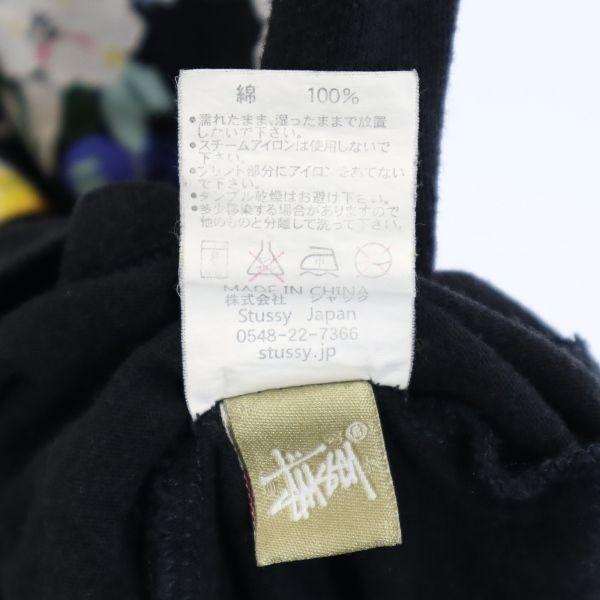 綿 100%
•濡れたまま、湿ったままで放置
しないで下さい。
•スチームアイロンは使用しないで
下さい。
•プリント部分にアイロンをあてない
で下さい。
•タンブル乾燥はお避け下さい。
•多少移染する場合がありますので
他のものと分離して洗って下さい。
中
MADE IN CHINA
株式会社 ジャック
Stussy Japan
0548-22-7366
stussy.jp
Stüssy ®